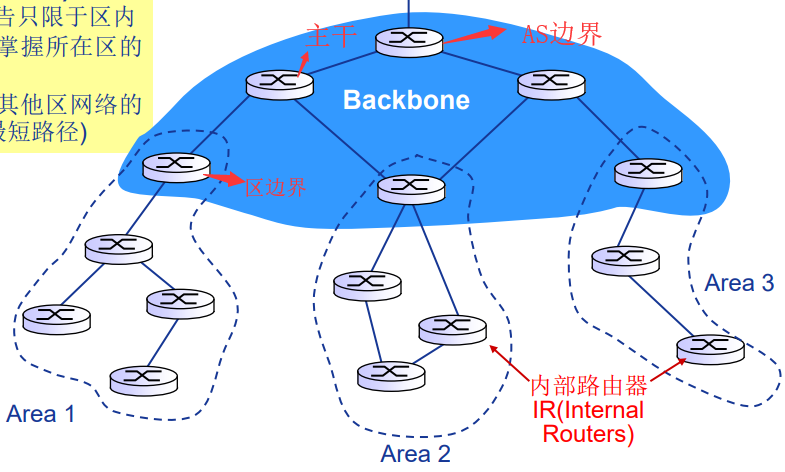 告只限于区内
掌握所在区的
其他区网络的
短路径)
主干
AS边界
Backbone
区边界
Area 3
内部路由器
IR(Internal
Routers)
Area 1
Area 2